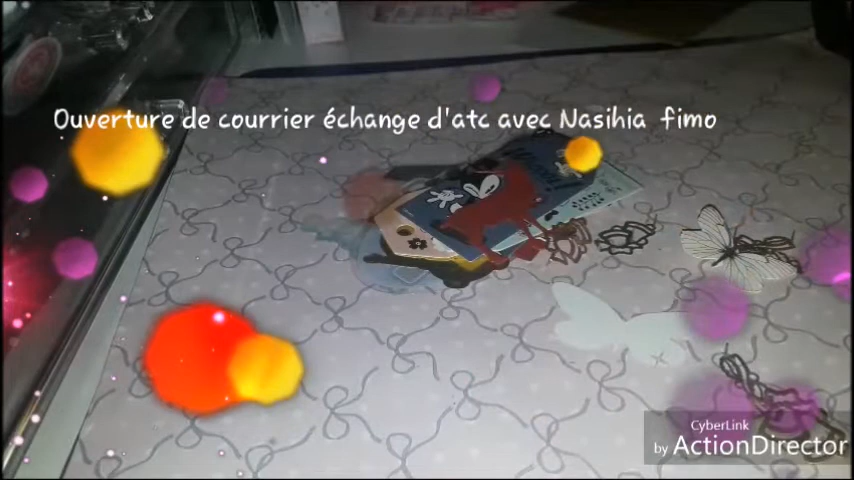 Ouverture de courrier échange d'atc avec Nasihia fimo
CyberLink
by ActionDirector